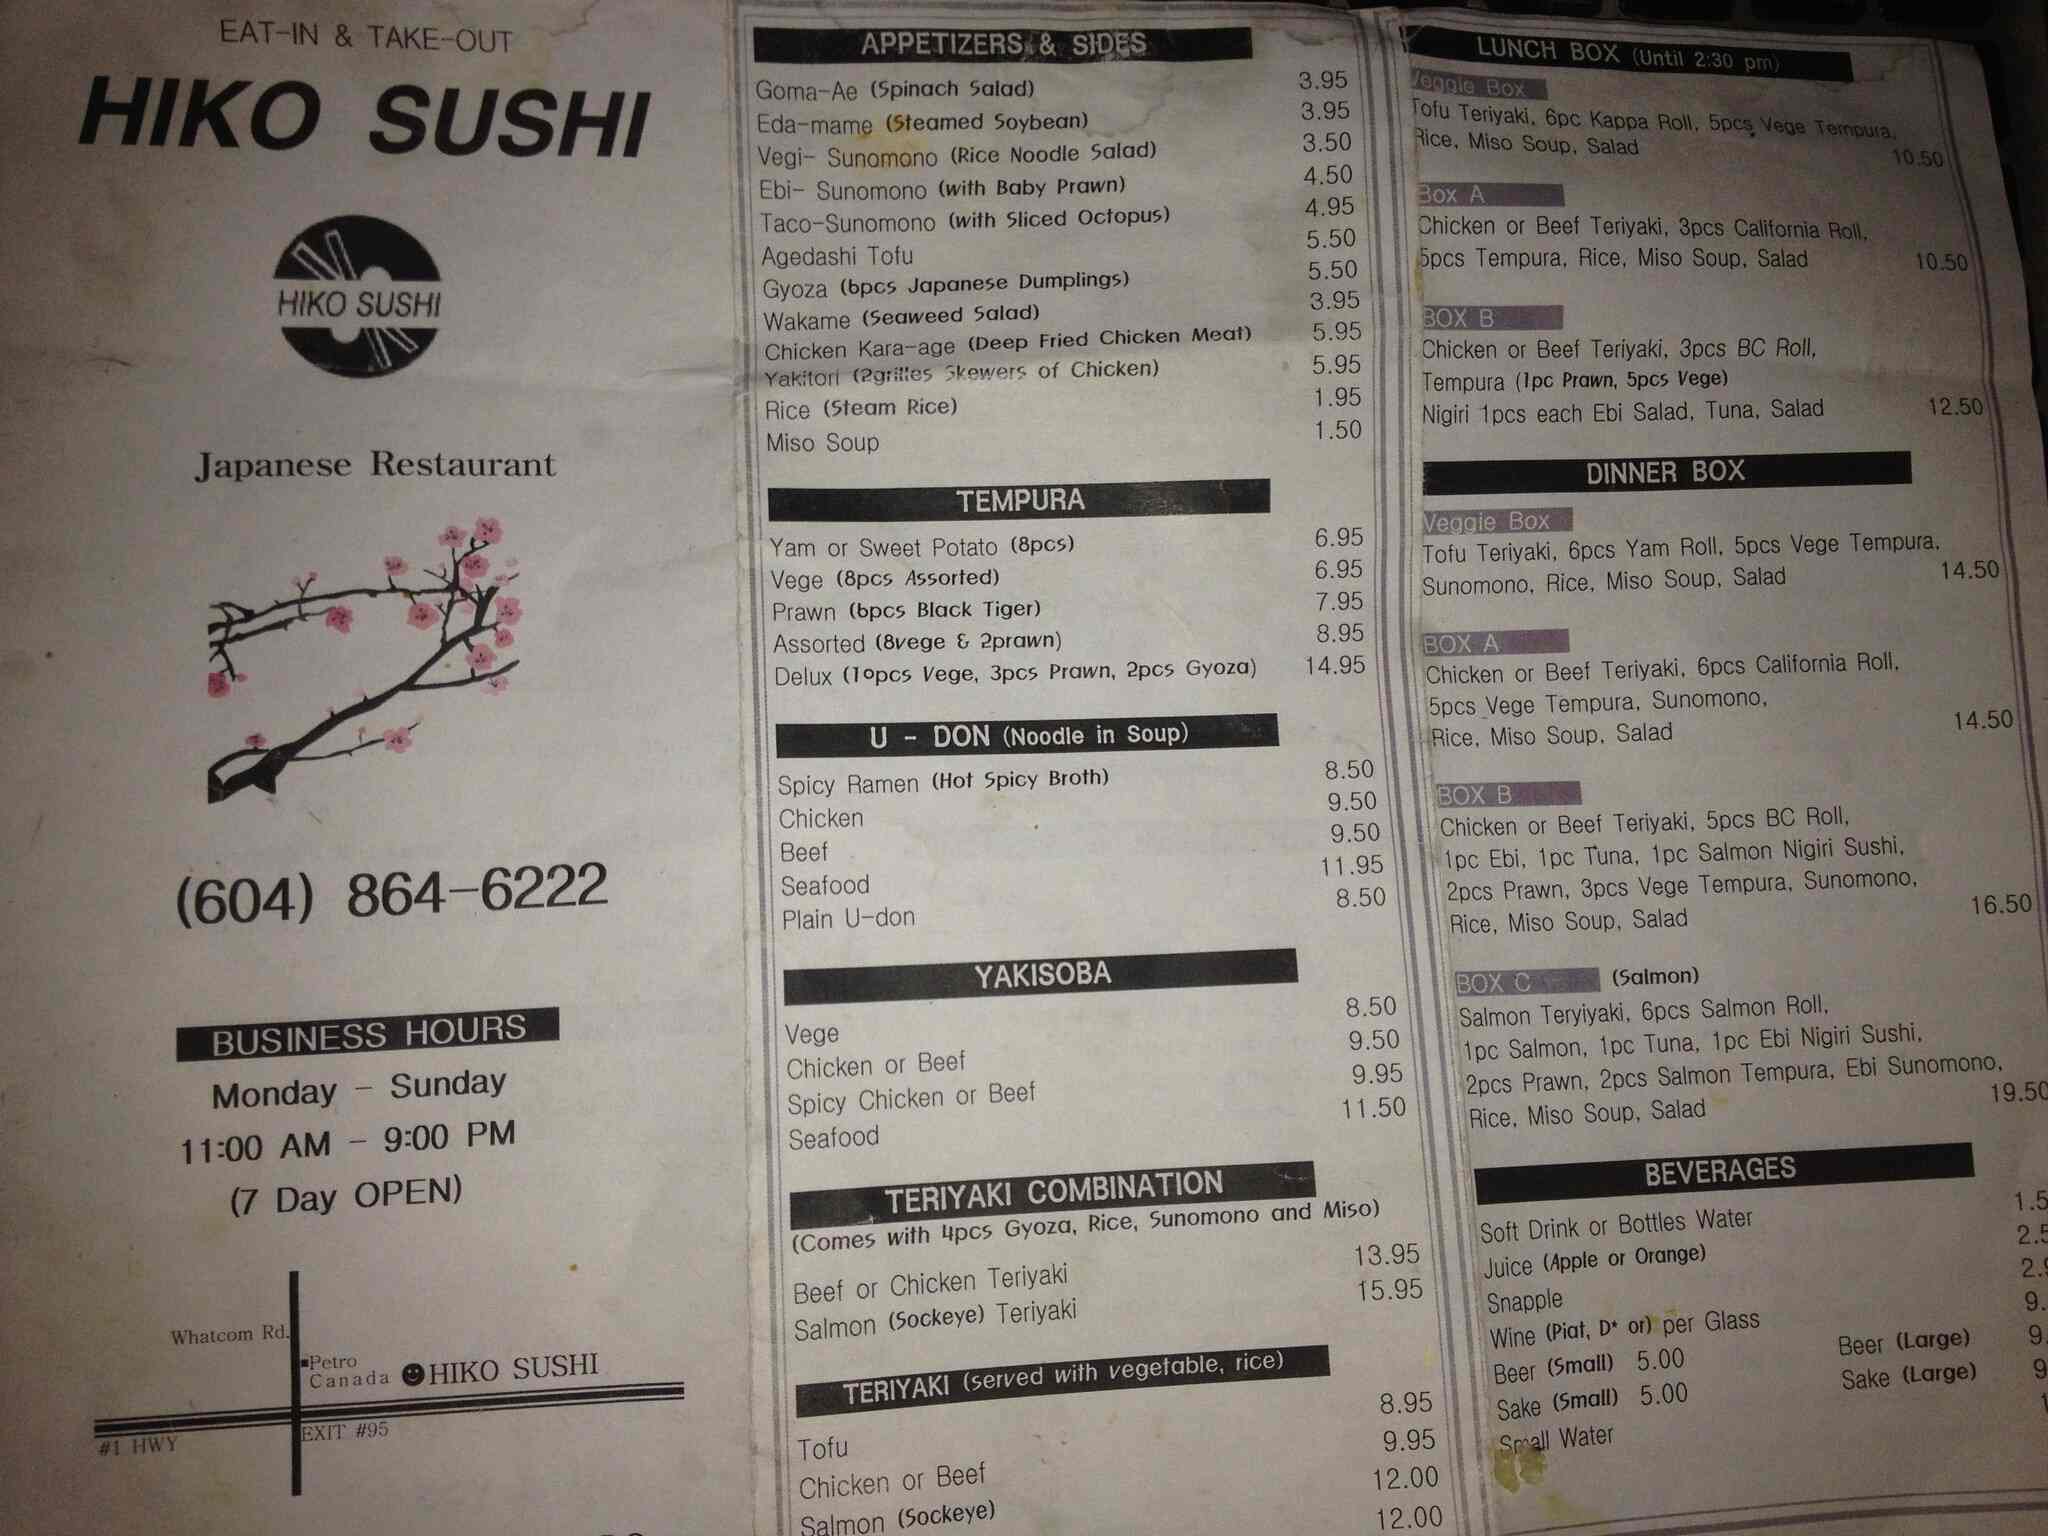 EAT-IN & TAKE-OUT
HIKO SUSHI
HIKO SUSHI
Japanese Restaurant
(604) 864-6222
BUSINESS HOURS
Monday - Sunday
11:00 AM - 9:00 PM
(7 Day OPEN)
Whatcom Rd.
Petro
Canada HIKO SUSHI
#1 HWY EXIT #95
APPETIZERS & SIDES
Goma-Ae (Spinach Salad) 3.95
Eda-mame (Steamed Soybean) 3.95
Vegi- Sunomono (Rice Noodle Salad) 3.50
Ebi- Sunomono (with Baby Prawn) 4.50
Taco-Sunomono (with Sliced Octopus) 4.95
Agedashi Tofu 5.50
Gyoza (6pcs Japanese Dumplings) 5.50
Wakame (Seaweed Salad) 3.95
Chicken Kara-age (Deep Fried Chicken Meat) 5.95
Yakitori (2grilles Skewers of Chicken) 5.95
Rice (Steam Rice) 1.95
Miso Soup 1.50
TEMPURA
Yam or Sweet Potato (8pcs) 6.95
Vege (8pcs Assorted) 6.95
Prawn (6pcs Black Tiger) 7.95
Assorted (8vege & 2prawn) 8.95
Delux (10pcs Vege, 3pcs Prawn, 2pcs Gyoza) 14.95
U - DON (Noodle in Soup)
Spicy Ramen (Hot Spicy Broth) 8.50
Chicken 9.50
Beef 9.50
Seafood 11.95
Plain U-don 8.50
YAKISOBA
Vege 8.50
Chicken or Beef 9.50
Spicy Chicken or Beef 9.95
Seafood 11.50
TERIYAKI COMBINATION
(Comes with 4pcs Gyoza, Rice, Sunomono and Miso)
Beef or Chicken Teriyaki 13.95
Salmon (Sockeye) Teriyaki 15.95
TERIYAKI (served with vegetable, rice)
Tofu 8.95
Chicken or Beef 9.95
Salmon (Sockeye) 12.00
12.00
LUNCH BOX (Until 2:30 pm)
Veggie Box
Tofu Teriyaki, 6pc Kappa Roll, 5pcs Vege Tempura,
Rice, Miso Soup, Salad 10.50
Box A
Chicken or Beef Teriyaki, 3pcs California Roll,
5pcs Tempura, Rice, Miso Soup, Salad 10.50
BOX B
Chicken or Beef Teriyaki, 3pcs BC Roll,
Tempura (1pc Prawn, 5pcs Vege)
Nigiri 1pcs each Ebi Salad, Tuna, Salad 12.50
DINNER BOX
Veggie Box
Tofu Teriyaki, 6pcs Yam Roll, 5pcs Vege Tempura,
Sunomono, Rice, Miso Soup, Salad 14.50
BOX A
Chicken or Beef Teriyaki, 6pcs California Roll,
5pcs Vege Tempura, Sunomono,
Rice, Miso Soup, Salad 14.50
BOX B
Chicken or Beef Teriyaki, 5pcs BC Roll,
1pc Ebi, 1pc Tuna, 1pc Salmon Nigiri Sushi,
2pcs Prawn, 3pcs Vege Tempura, Sunomono,
Rice, Miso Soup, Salad 16.50
BOX C (Salmon)
Salmon Teryiyaki, 6pcs Salmon Roll,
1pc Salmon, 1pc Tuna, 1pc Ebi Nigiri Sushi,
2pcs Prawn, 2pcs Salmon Tempura, Ebi Sunomono,
Rice, Miso Soup, Salad 19.50
BEVERAGES
Soft Drink or Bottles Water 1.5
Juice (Apple or Orange) 2.5
Snapple 2.
Wine (Piat, D* or) per Glass 9.
Beer (Small) 5.00 Beer (Large) 9.
Sake (Small) 5.00 Sake (Large) 9
Small Water